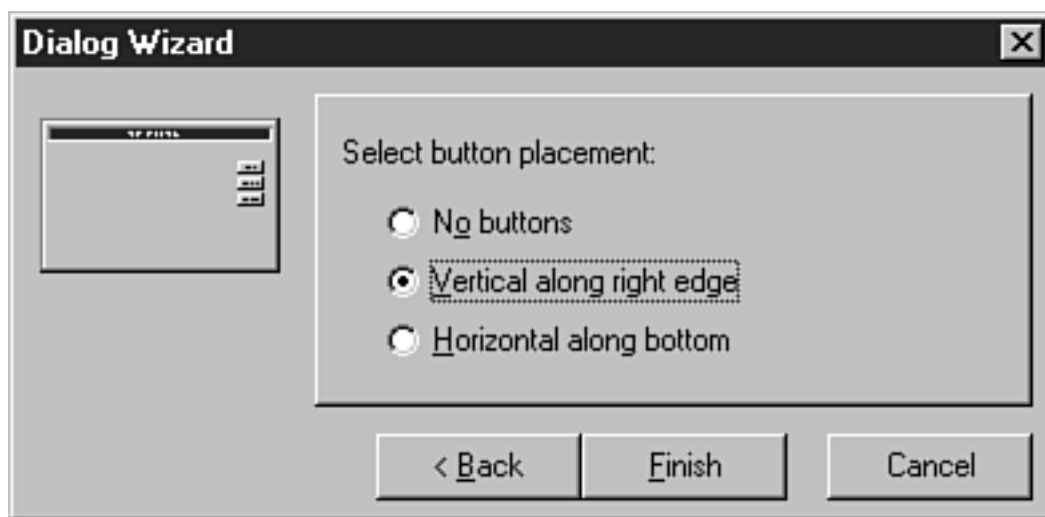 Dialog Wizard
Select button placement:
No buttons
Vertical along right edge
Horizontal along bottom
< Back Finish Cancel